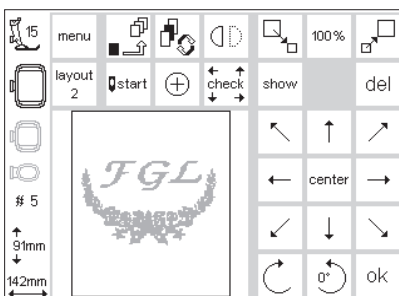 15 menu 100%
layout
2 start check show del
center
# 5
91mm
142mm 0° ok
FGL